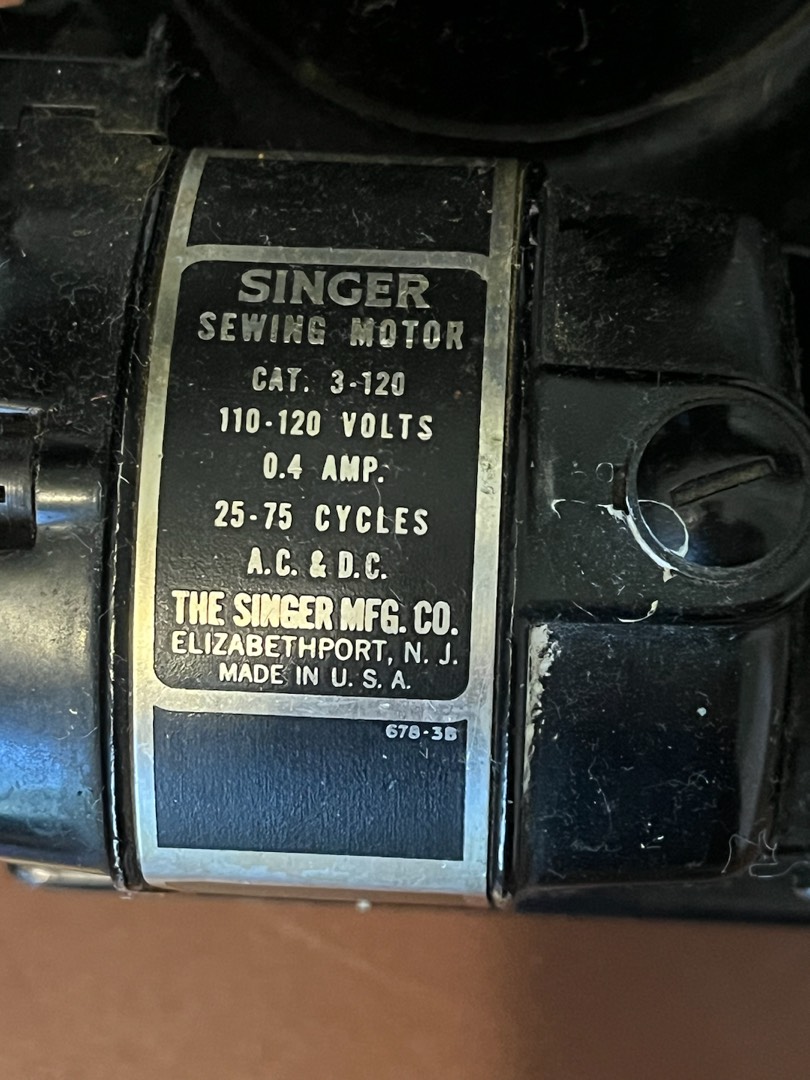 SINGER
SEWING MOTOR
CAT. 3-120
110-120 VOLTS
0.4 AMP.
25-75 CYCLES
A.C. & D.C.
THE SINGER MFG. CO.
ELIZABETHPORT, N. J.
MADE IN U. S. A.
678-3B